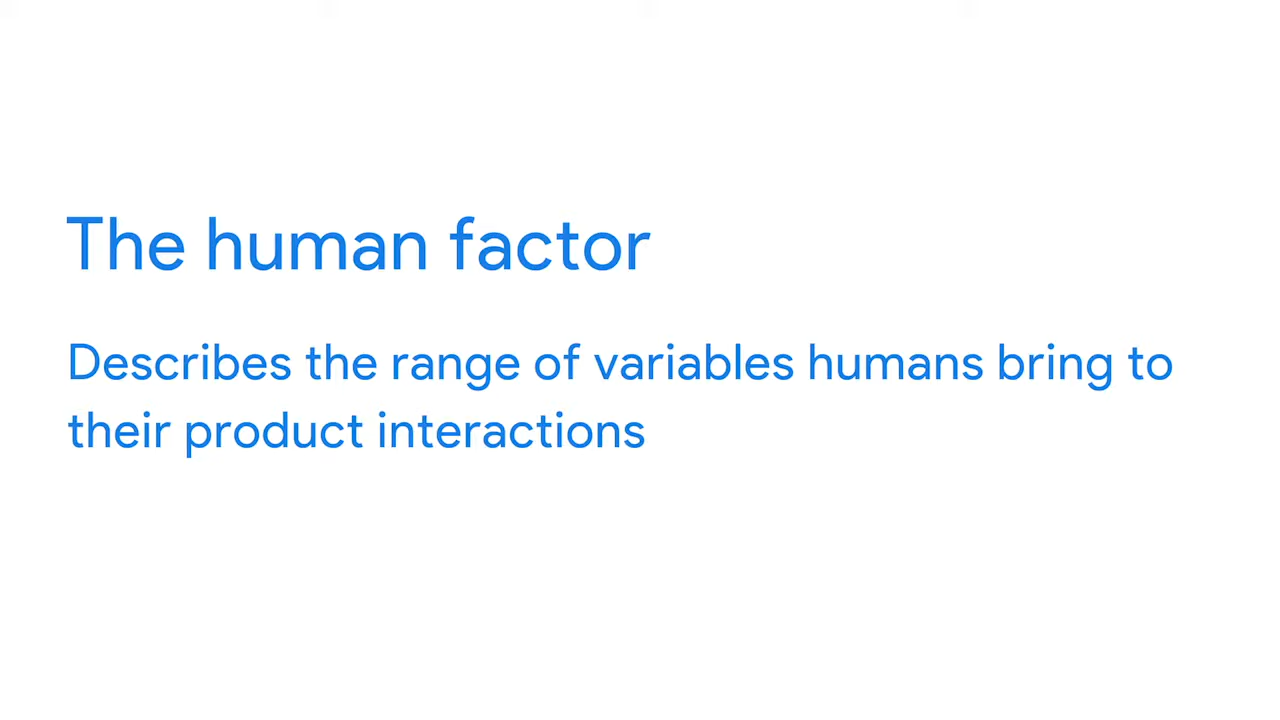 The human factor
Describes the range of variables humans bring to
their product interactions